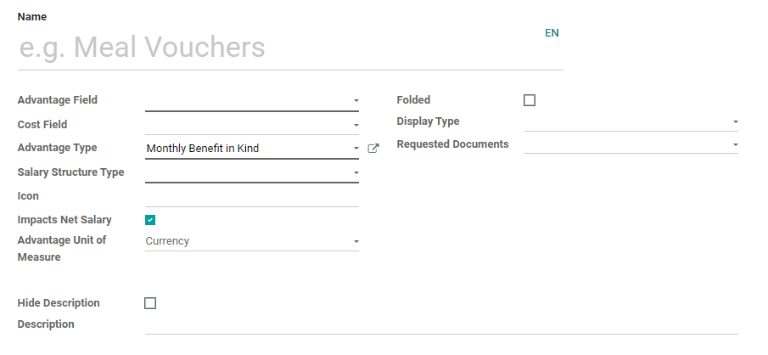 Name
e.g. Meal Vouchers
EN
Advantage Field
Cost Field
Advantage Type Monthly Benefit in Kind
Salary Structure Type
Icon
Impacts Net Salary
Advantage Unit of
Measure
Currency
Folded
Display Type
Requested Documents
Hide Description
Description